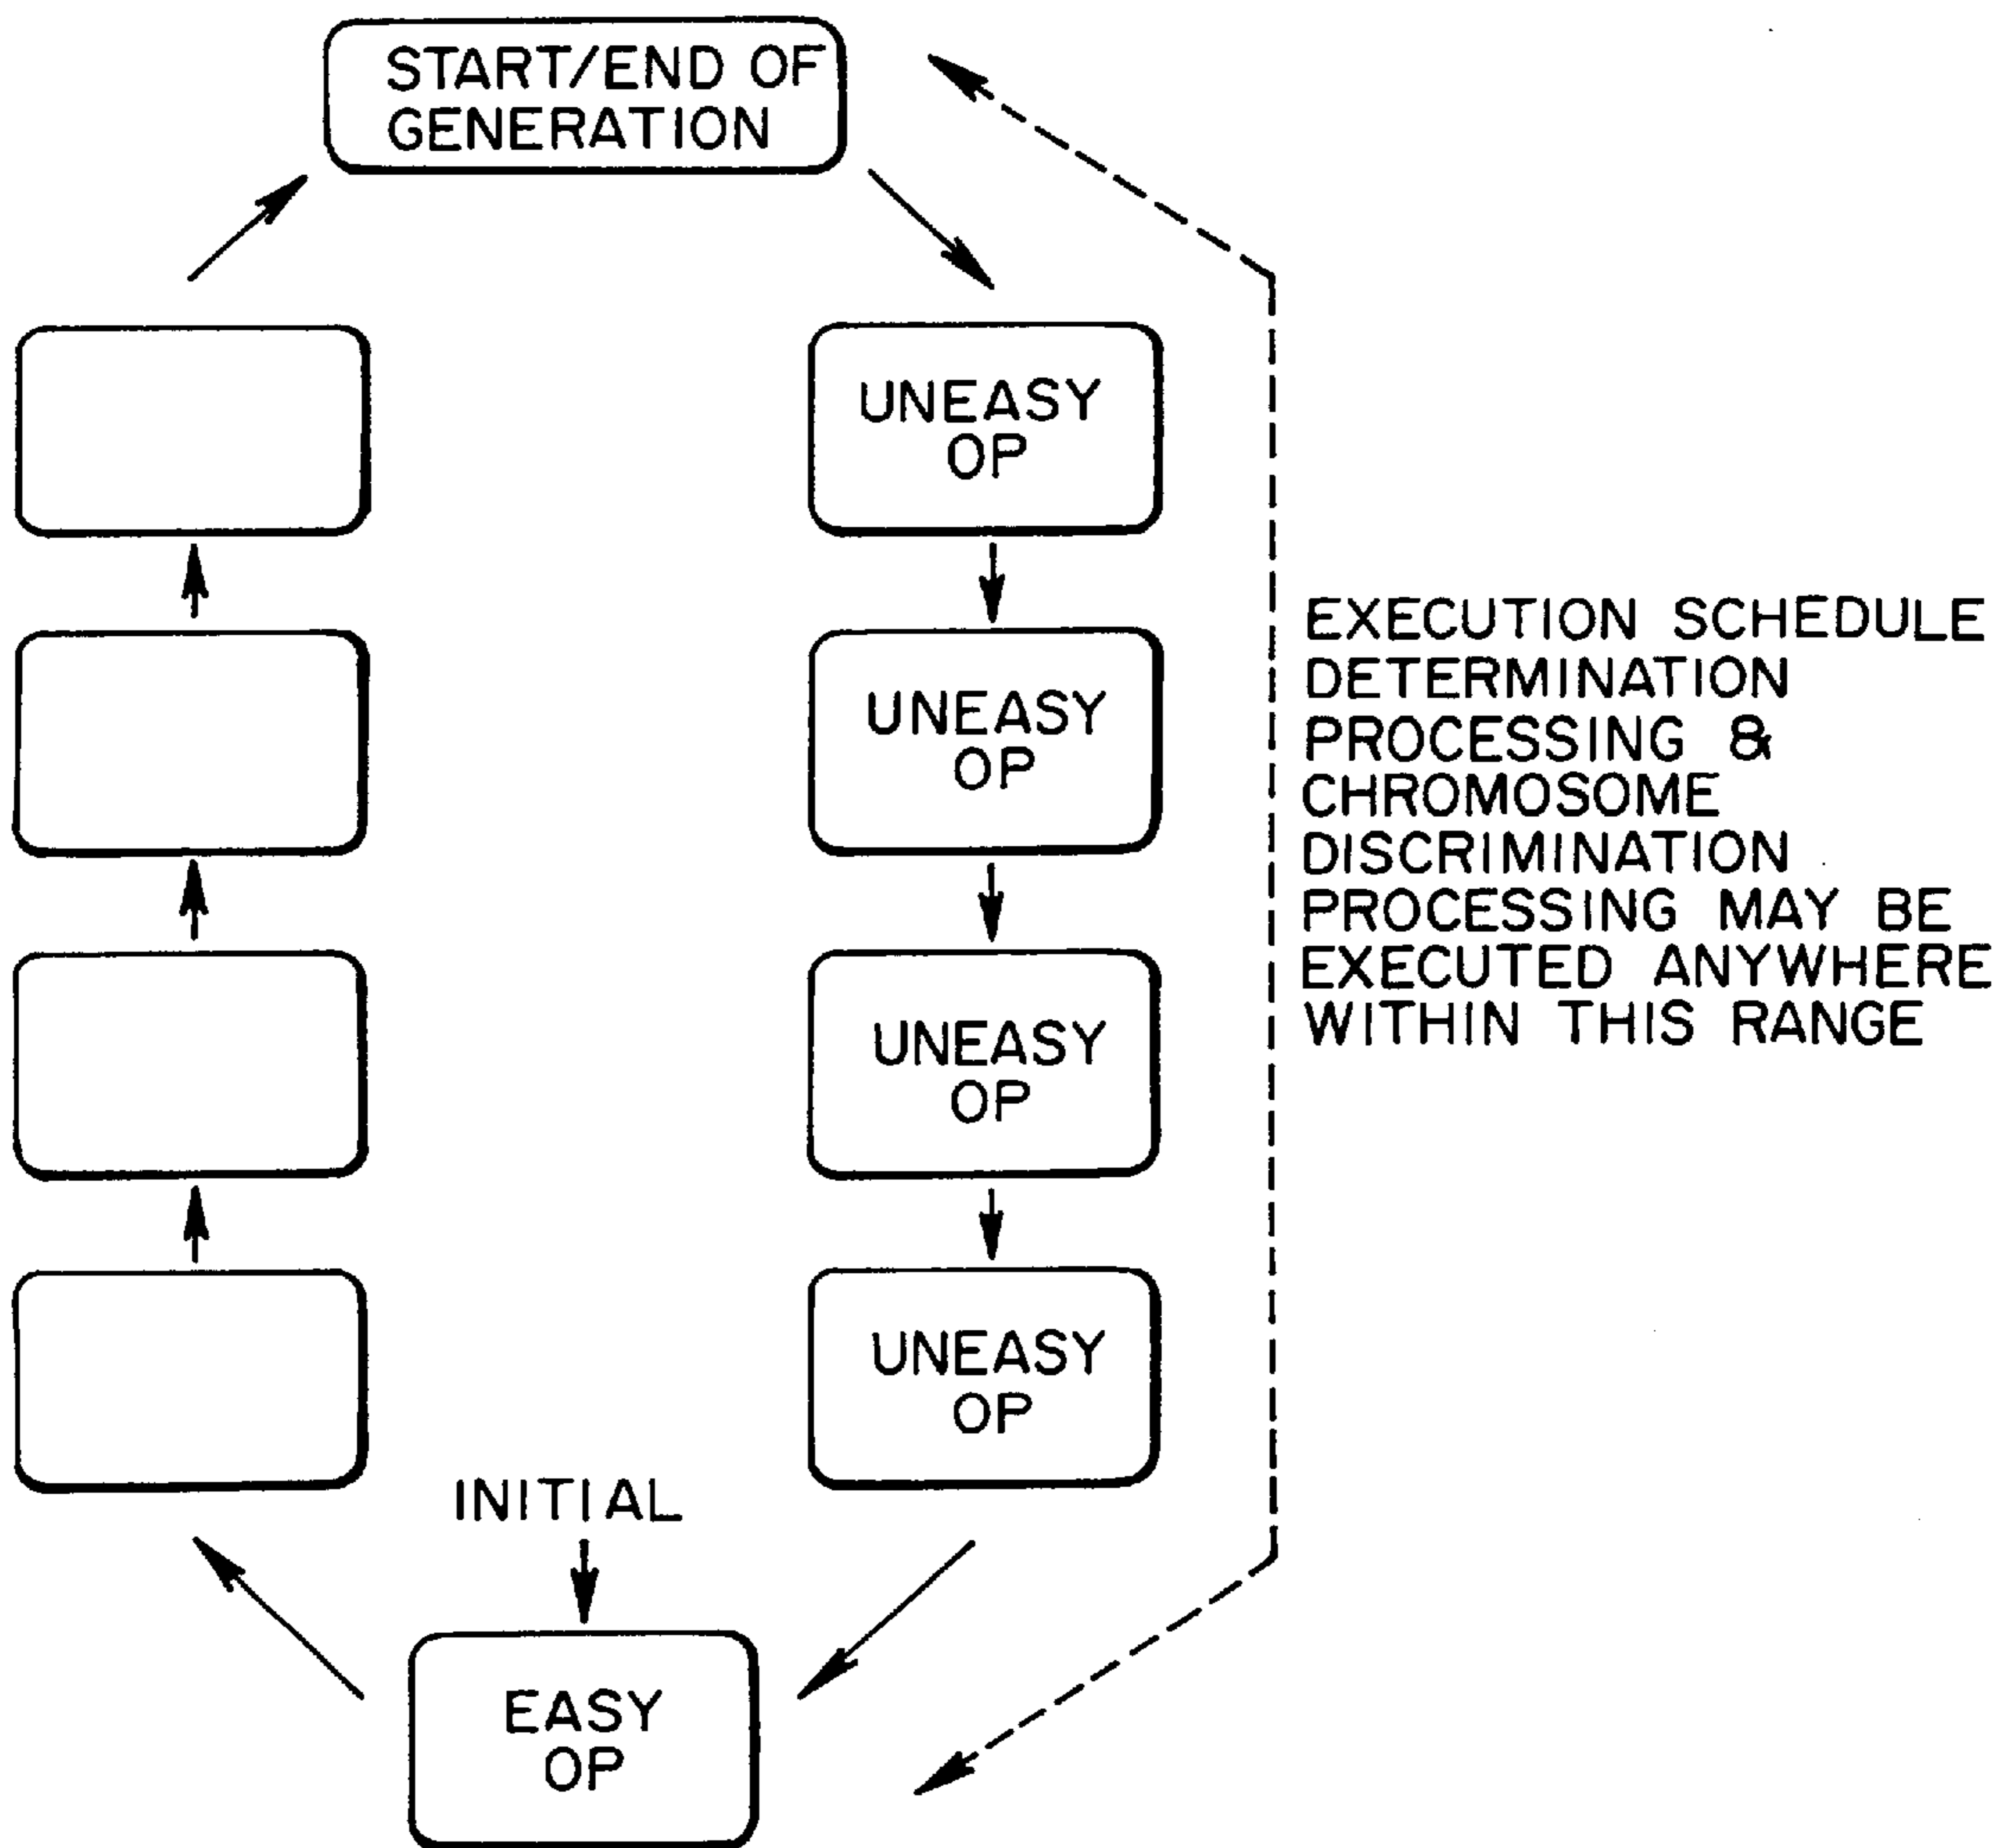 START/END OF
GENERATION
UNEASY
OP
UNEASY
OP
UNEASY
OP
UNEASY
OP
INITIAL
EASY
OP
EXECUTION SCHEDULE
DETERMINATION
PROCESSING &
CHROMOSOME
DISCRIMINATION
PROCESSING MAY BE
EXECUTED ANYWHERE
WITHIN THIS RANGE